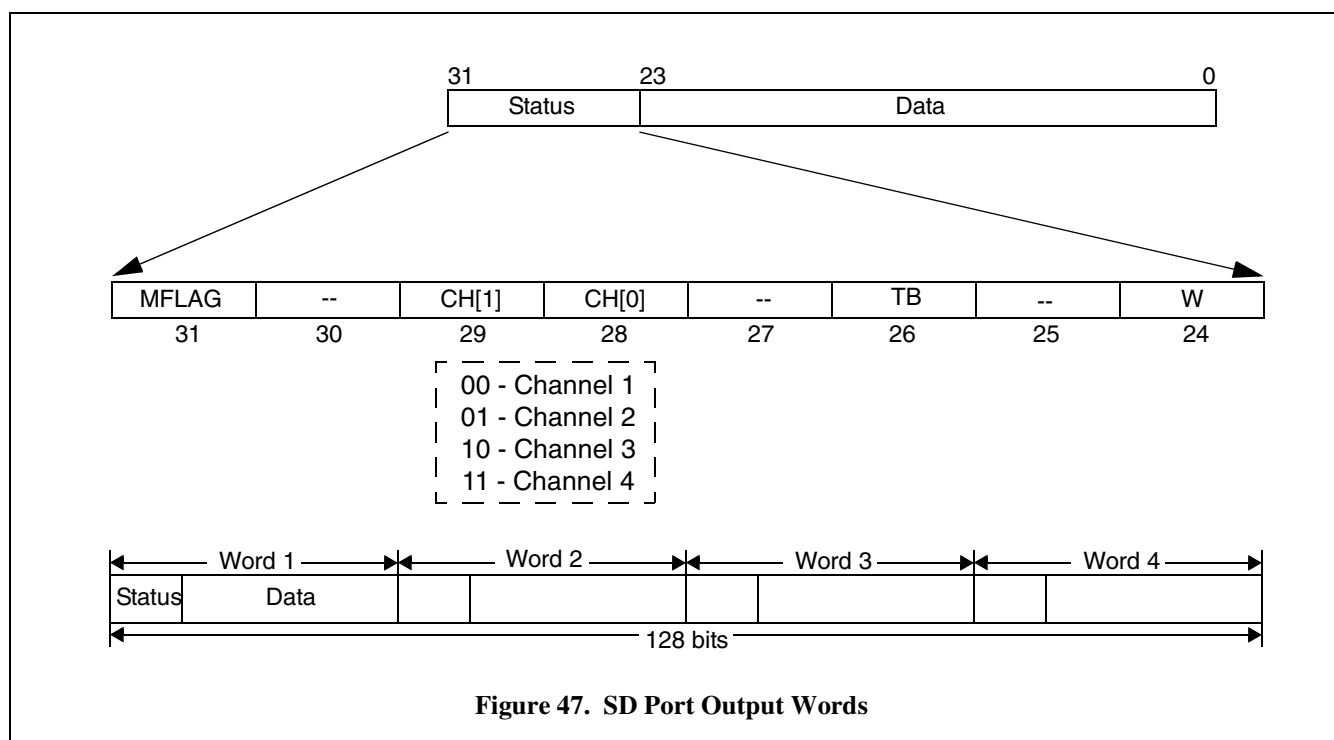 31 23 0
Status Data
MFLAG -- CH[1] CH[0] -- TB -- W
31 30 29 28 27 26 25 24
00 - Channel 1
01 - Channel 2
10 - Channel 3
11 - Channel 4
Word 1 Word 2 Word 3 Word 4
Status Data
128 bits
Figure 47. SD Port Output Words